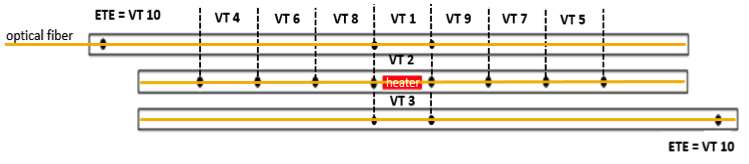 ETE = VT 10
VT 4 VT 6 VT 8 VT 1 VT 9 VT 7 VT 5
optical fiber
VT 2
heater
VT 3
ETE = VT 10